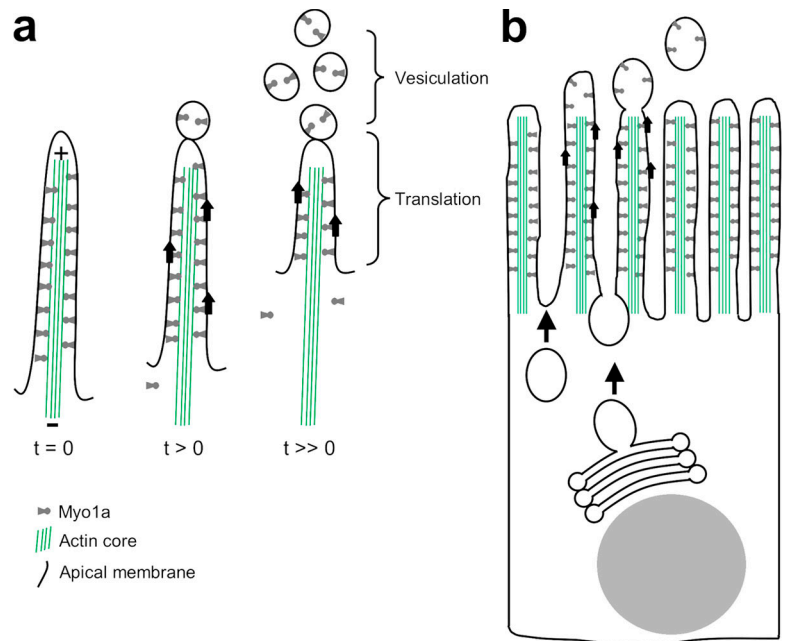 a
b
Vesiculation
+
Translation
-
t = 0
t > 0
t >> 0
Myo1a
Actin core
Apical membrane